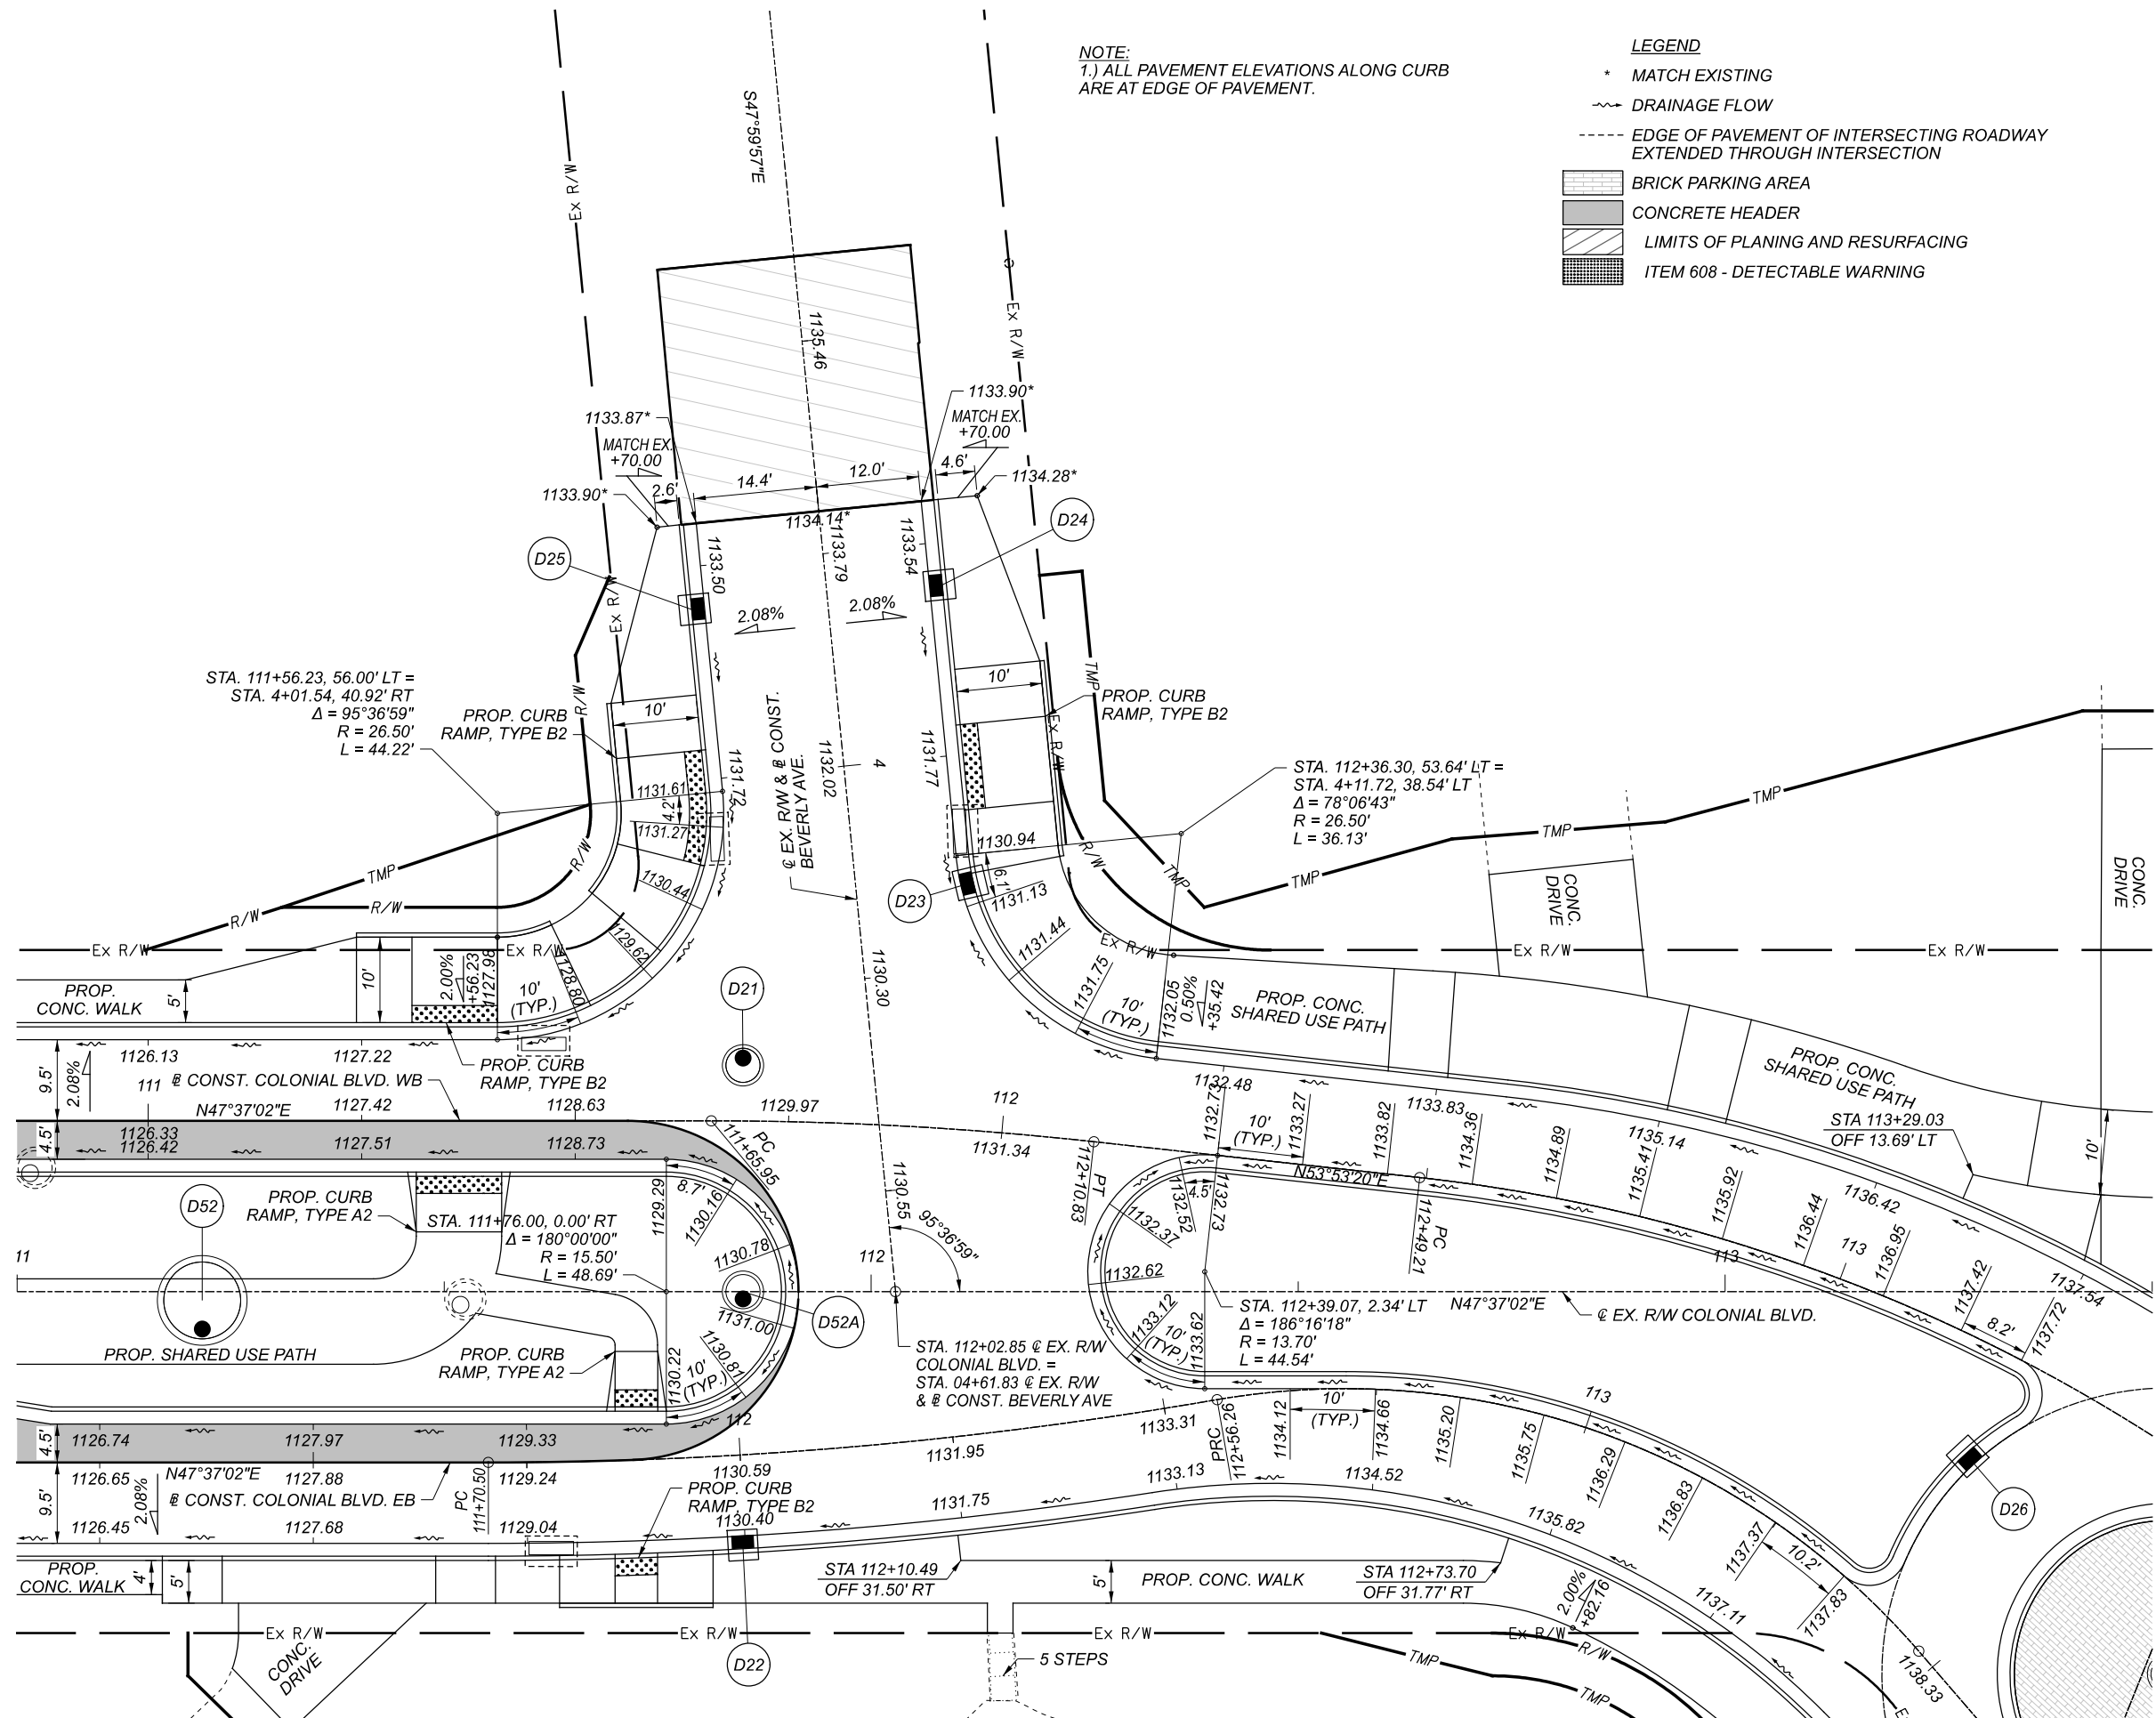 NOTE:
1.) ALL PAVEMENT ELEVATIONS ALONG CURB
ARE AT EDGE OF PAVEMENT.
LEGEND
* MATCH EXISTING
DRAINAGE FLOW
EDGE OF PAVEMENT OF INTERSECTING ROADWAY
EXTENDED THROUGH INTERSECTION
BRICK PARKING AREA
CONCRETE HEADER
LIMITS OF PLANING AND RESURFACING
ITEM 608 - DETECTABLE WARNING
S47°59'57"E
Ex R/W
Ex R/W
1135.46
1133.87*
1133.90*
MATCH EX.
+70.00
MATCH EX.
+70.00
14.4'
12.0'
4.6'
2.6'
1133.90*
1134.28*
1134.14*
D24
D25
1133.50
1133.79
1133.54
2.08%
2.08%
Ex R/W
R/W
TMP
STA. 111+56.23, 56.00' LT =
STA. 4+01.54, 40.92' RT
Δ = 95°36'59"
R = 26.50'
L = 44.22'
PROP. CURB
RAMP, TYPE B2
10'
10'
PROP. CURB
RAMP, TYPE B2
Ex R/W
1131.61
4.2'
1131.27
1131.72
1132.02
4
1131.77
℄ EX. R/W & ⅊ CONST.
BEVERLY AVE.
STA. 112+36.30, 53.64' LT =
STA. 4+11.72, 38.54' LT
Δ = 78°06'43"
R = 26.50'
L = 36.13'
TMP
TMP
TMP
TMP
TMP
R/W
R/W
R/W
R/W
1130.44
1129.62
1128.80
1130.94
6.1'
1131.13
1131.44
1131.75
D23
CONC.
DRIVE
CONC.
DRIVE
Ex R/W
Ex R/W
Ex R/W
Ex R/W
Ex R/W
PROP.
CONC. WALK
5'
10'
2.00%
+56.23
1127.98
10'
(TYP.)
D21
1130.30
10'
(TYP.)
1132.05
0.50%
+35.42
PROP. CONC.
SHARED USE PATH
PROP. CONC.
SHARED USE PATH
STA 113+29.03
OFF 13.69' LT
10'
9.5'
2.08%
1126.13
1127.22
PROP. CURB
RAMP, TYPE B2
111
⅊ CONST. COLONIAL BLVD. WB
N47°37'02"E
1127.42
1128.63
1129.97
112
1131.34
4.5'
1126.33
1126.42
1127.51
1128.73
PC
111+65.95
PT
112+10.83
1132.48
1132.73
10'
(TYP.)
1133.27
1133.82
1133.83
1134.36
1134.89
1135.14
1135.41
1135.92
1136.42
1136.44
1136.95
113
113
1137.42
1137.54
1137.72
8.2'
N53°53'20"E
PC
112+49.21
D52
PROP. CURB
RAMP, TYPE A2
8.7'
1129.29
1130.16
1130.78
1131.00
1130.81
1130.22
10'
(TYP.)
STA. 111+76.00, 0.00' RT
Δ = 180°00'00"
R = 15.50'
L = 48.69'
1130.55
95°36'59"
112
11
4.5'
1132.52
1132.73
1132.37
1132.62
1133.12
10'
(TYP.)
1133.62
D52A
STA. 112+02.85 ℄ EX. R/W
COLONIAL BLVD. =
STA. 04+61.83 ℄ EX. R/W
& ⅊ CONST. BEVERLY AVE
STA. 112+39.07, 2.34' LT
Δ = 186°16'18"
R = 13.70'
L = 44.54'
N47°37'02"E
℄ EX. R/W COLONIAL BLVD.
PROP. SHARED USE PATH
PROP. CURB
RAMP, TYPE A2
4.5'
1126.74
1127.97
1129.33
112
1126.65
N47°37'02"E
1127.88
1129.24
1130.59
1131.95
1133.31
PRC
112+56.26
1134.12
10'
(TYP.)
1134.66
1135.20
1135.75
113
1136.29
1136.83
1137.37
10.2'
1137.83
9.5'
2.08%
⅊ CONST. COLONIAL BLVD. EB
PC
111+70.50
PROP. CURB
RAMP, TYPE B2
1130.40
1131.75
1133.13
1134.52
1135.82
1137.11
1126.45
1127.68
1129.04
PROP.
CONC. WALK
4'
5'
STA 112+10.49
OFF 31.50' RT
5'
PROP. CONC. WALK
STA 112+73.70
OFF 31.77' RT
2.00%
+82.16
D26
Ex R/W
Ex R/W
Ex R/W
Ex R/W
R/W
CONC.
DRIVE
D22
5 STEPS
TMP
TMP
1138.33